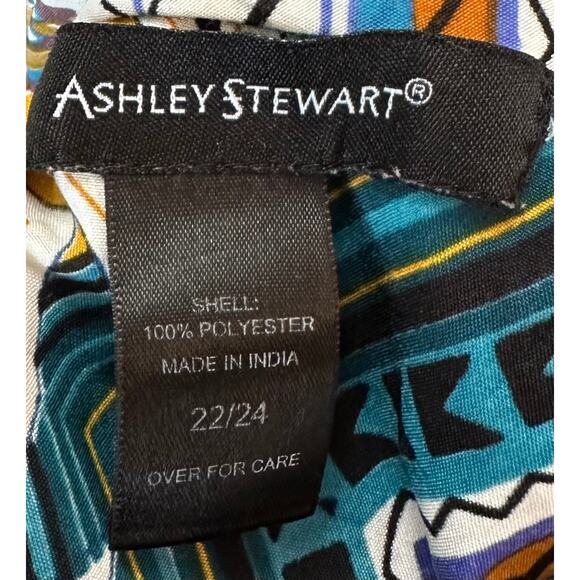 ASHLEY STEWART®
SHELL:
100% POLYESTER
MADE IN INDIA
22/24
OVER FOR CARE